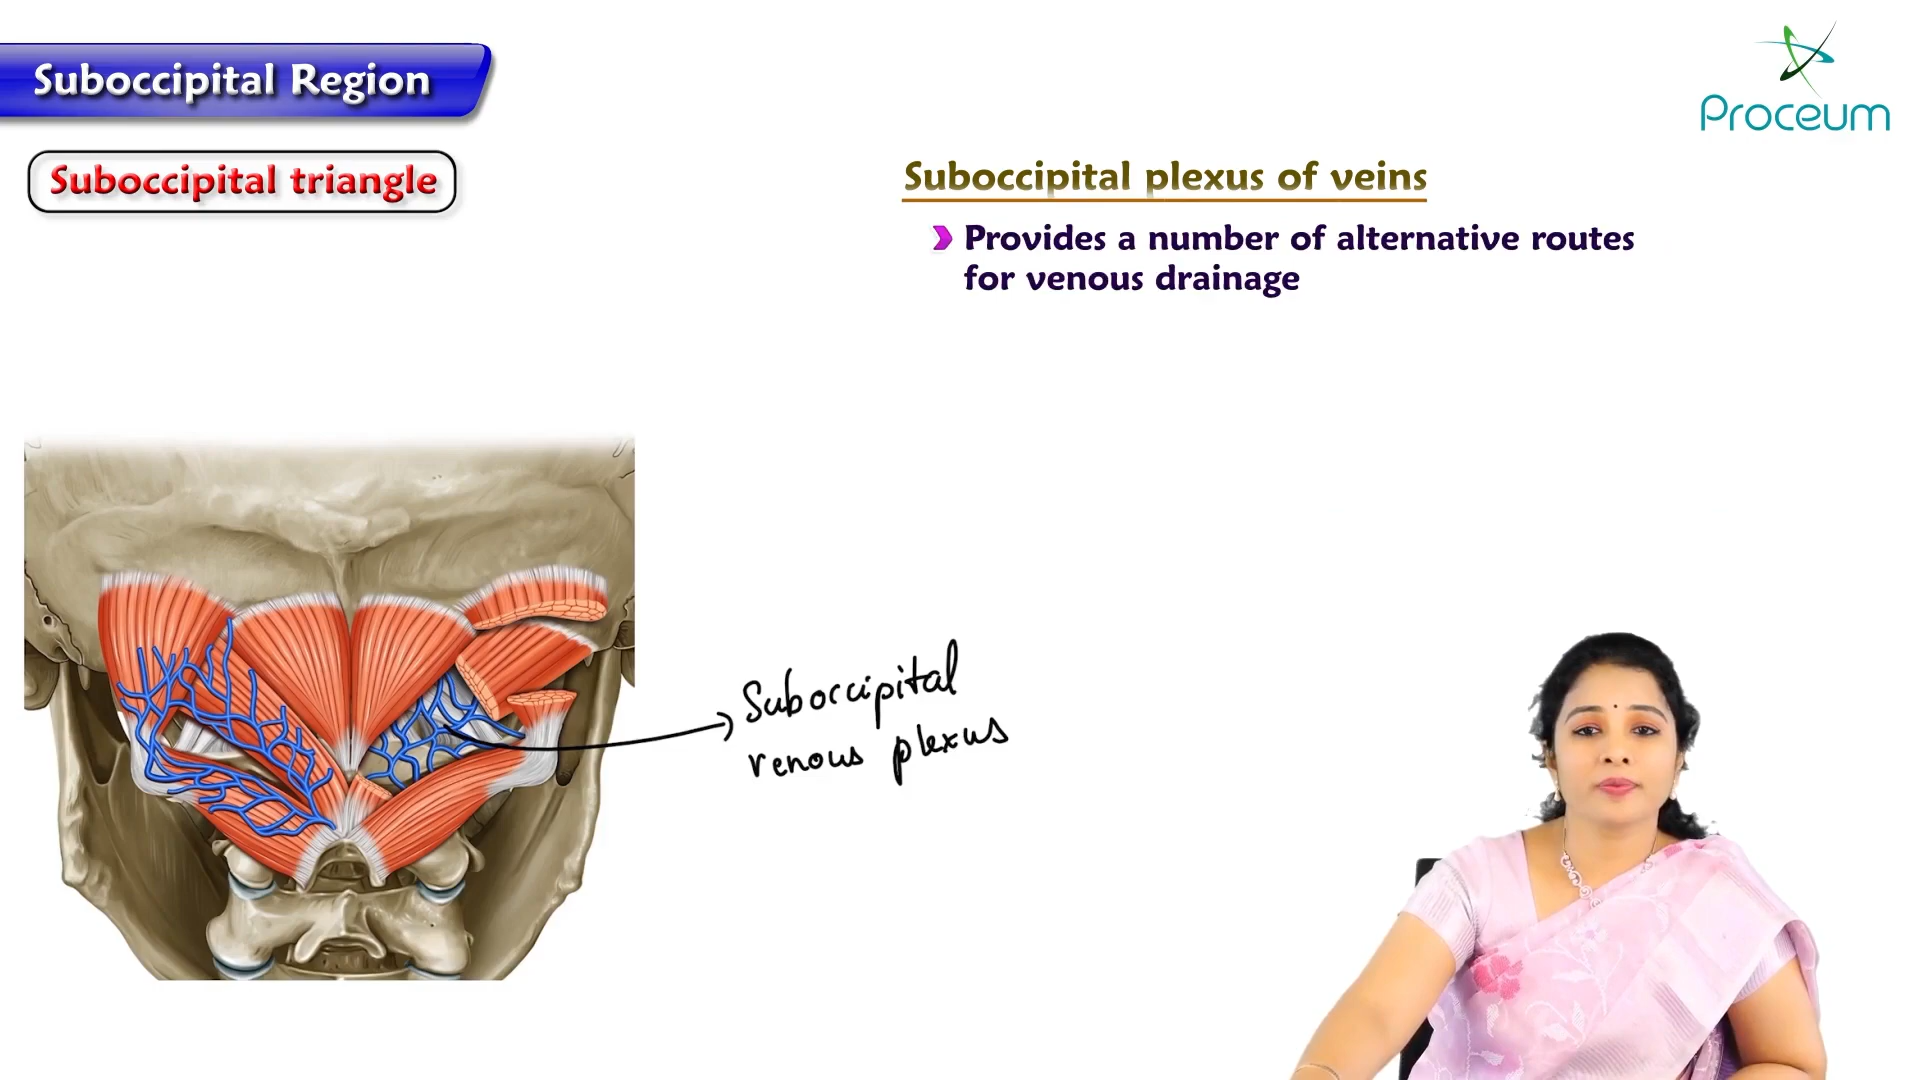 Suboccipital Region
Proceum
Suboccipital triangle
Suboccipital plexus of veins
Provides a number of alternative routes
for venous drainage
Suboccipital
venous plexus